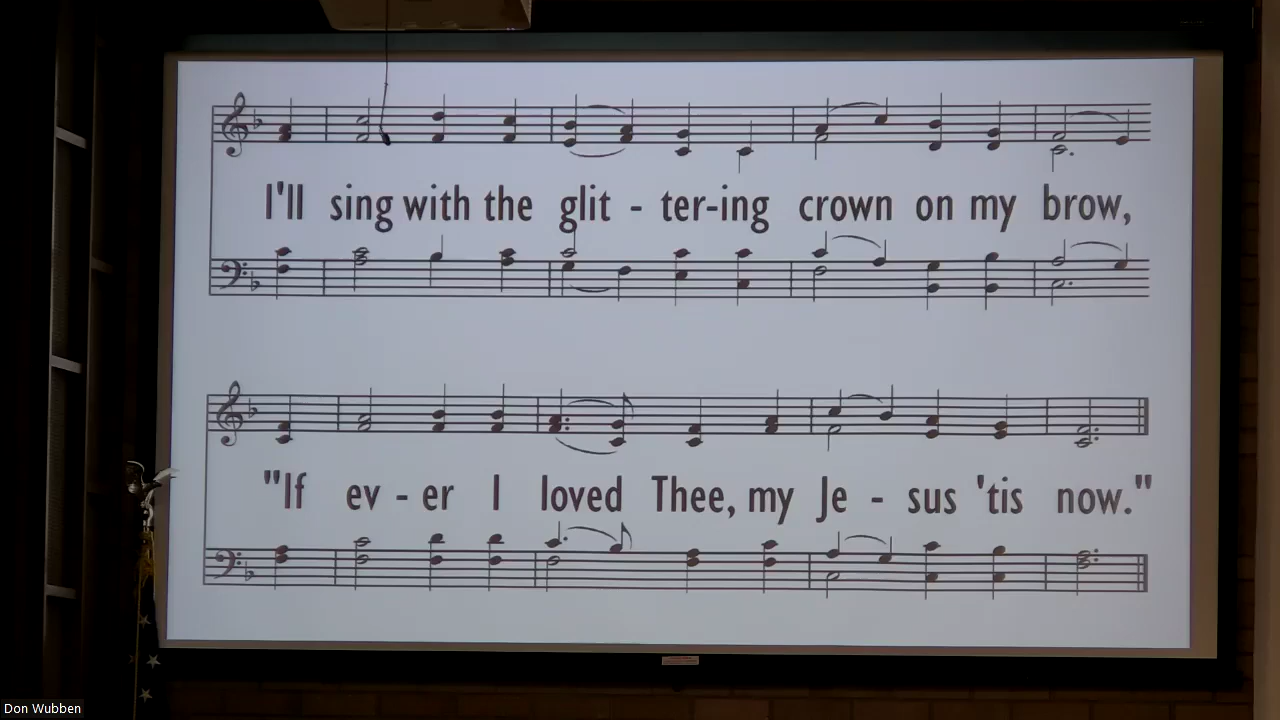 I'll sing with the glit - ter-ing crown on my brow,
"If ev - er I loved Thee, my Je - sus 'tis now."
Don Wubben